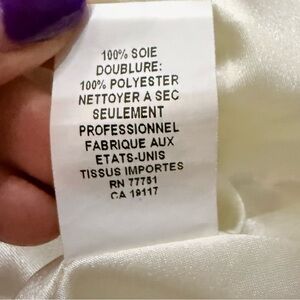 100% SOIE
DOUBLURE:
100% POLYESTER
NETTOYER A SEC
SEULEMENT
PROFESSIONNEL
FABRIQUE AUX
ETATS-UNIS
TISSUS IMPORTES
RN 77751
CA 19117